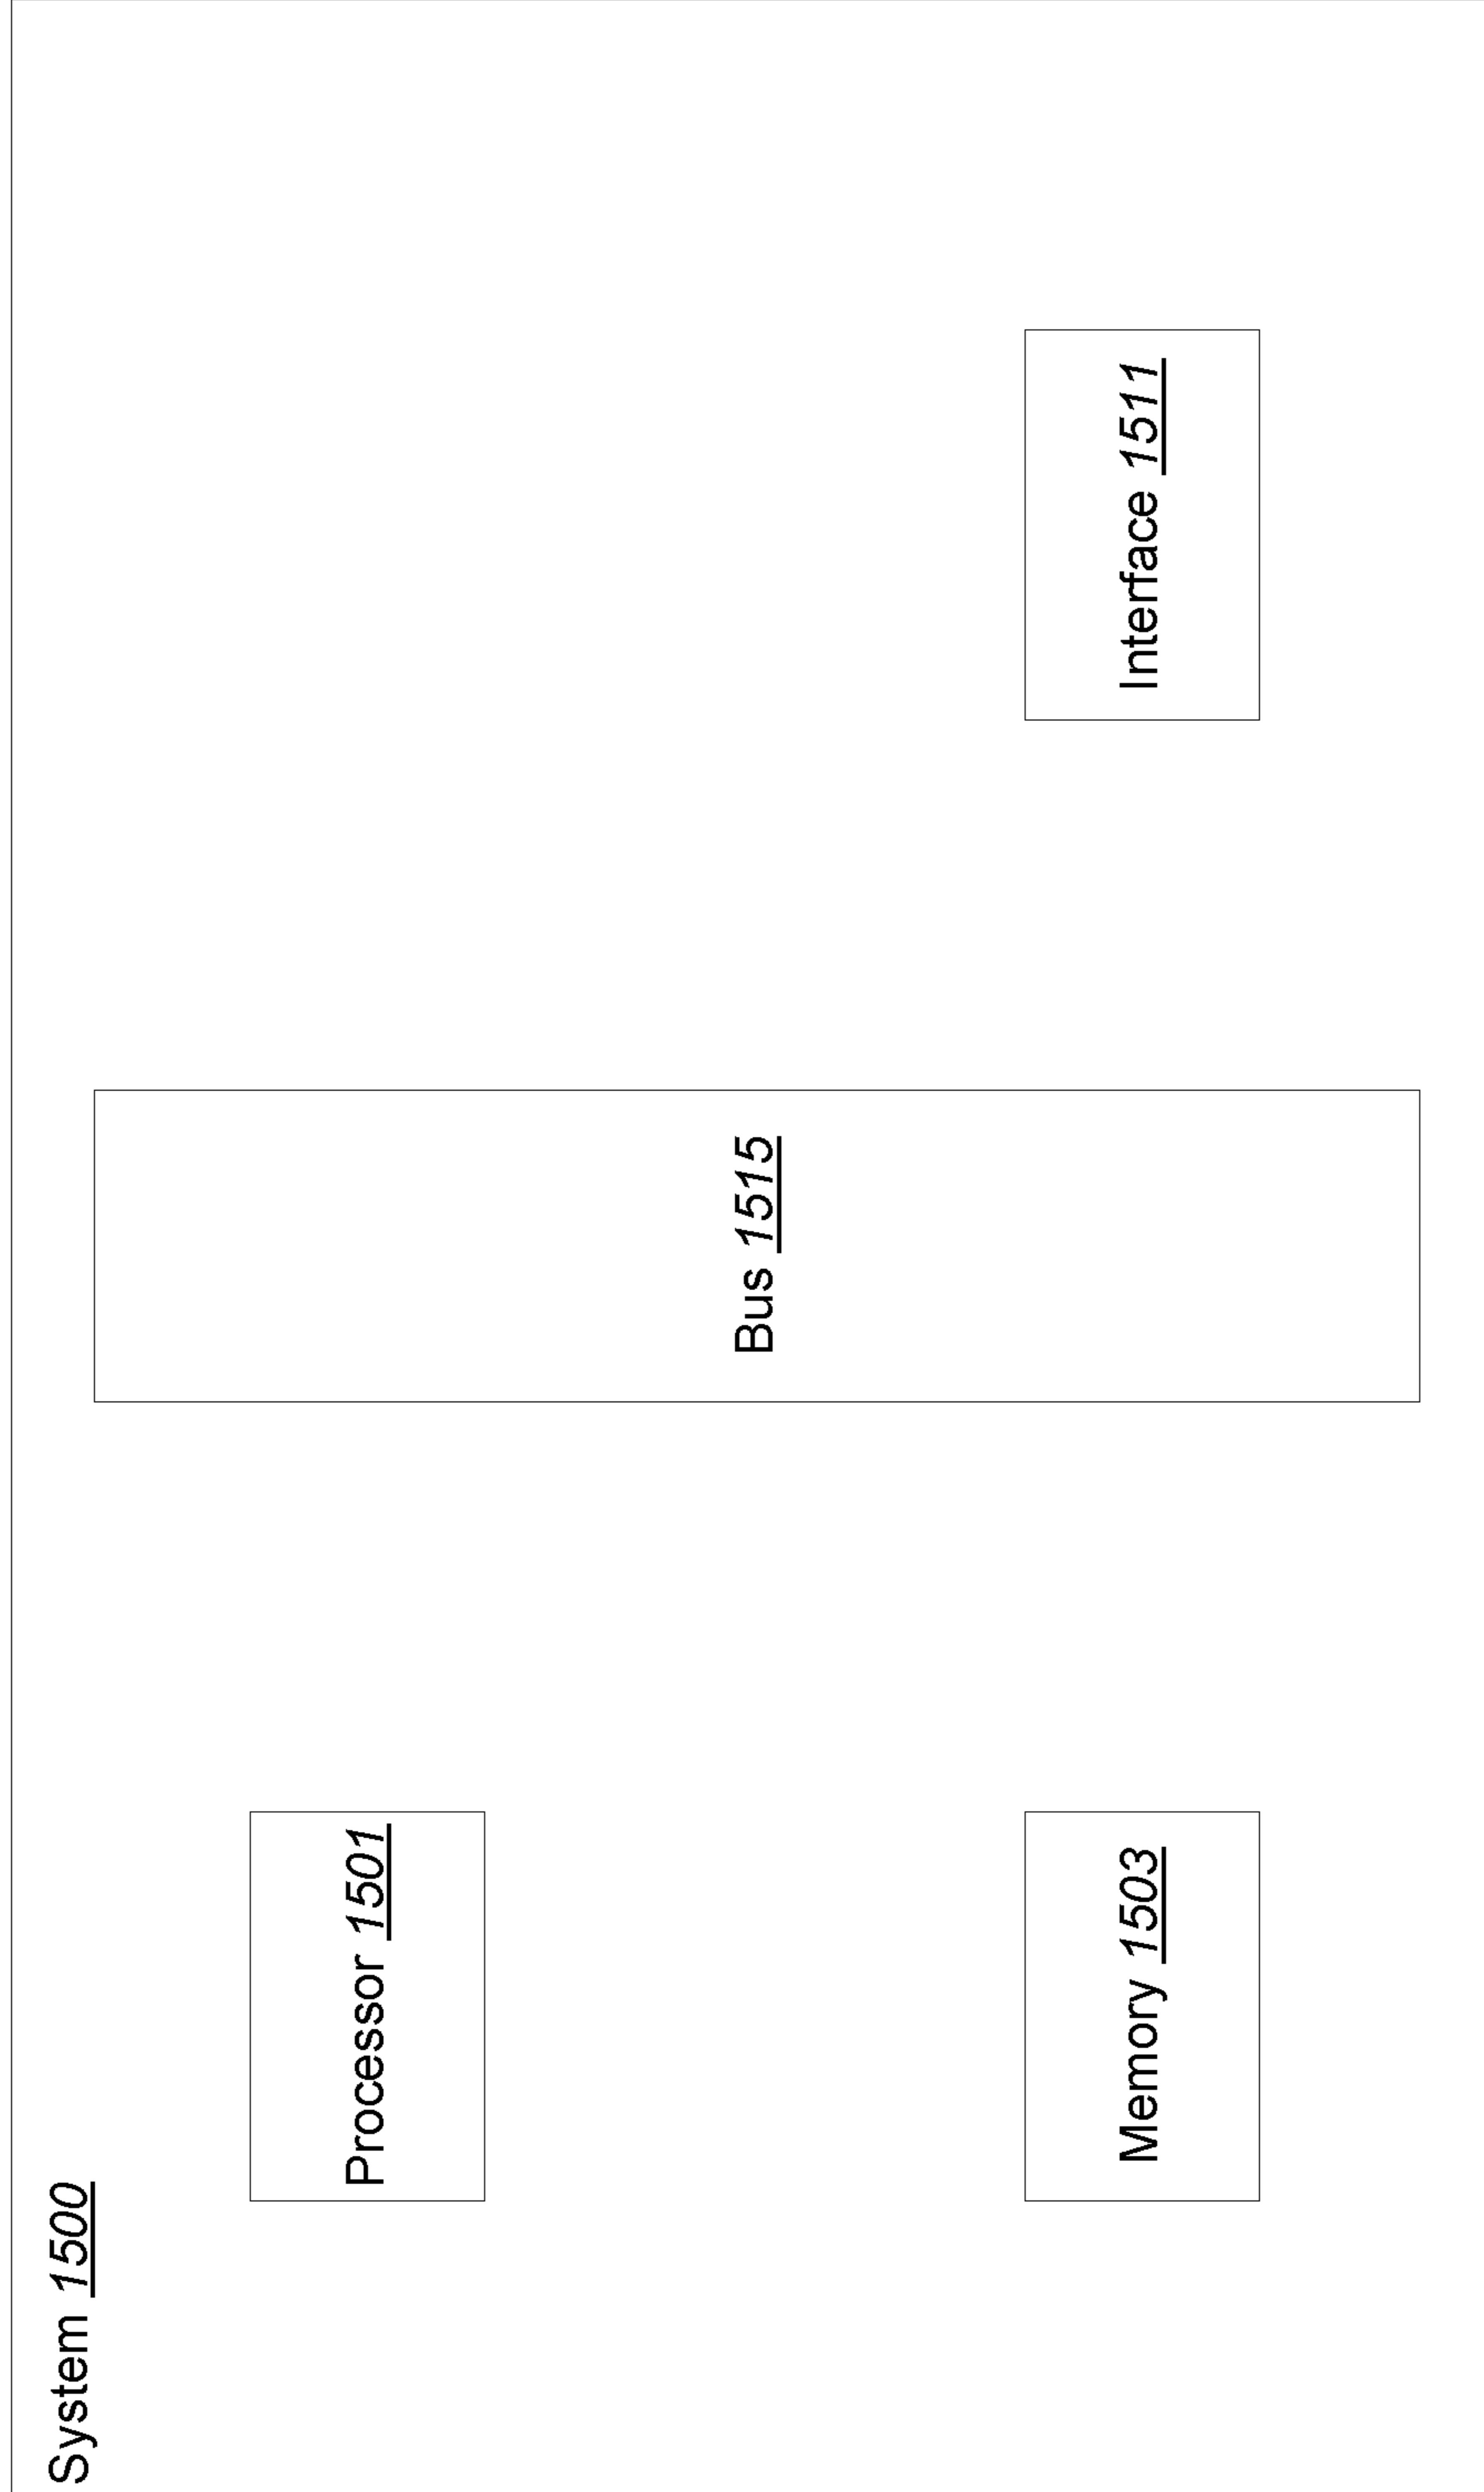 System 1500
Processor 1501
Memory 1503
Bus 1515
Interface 1511